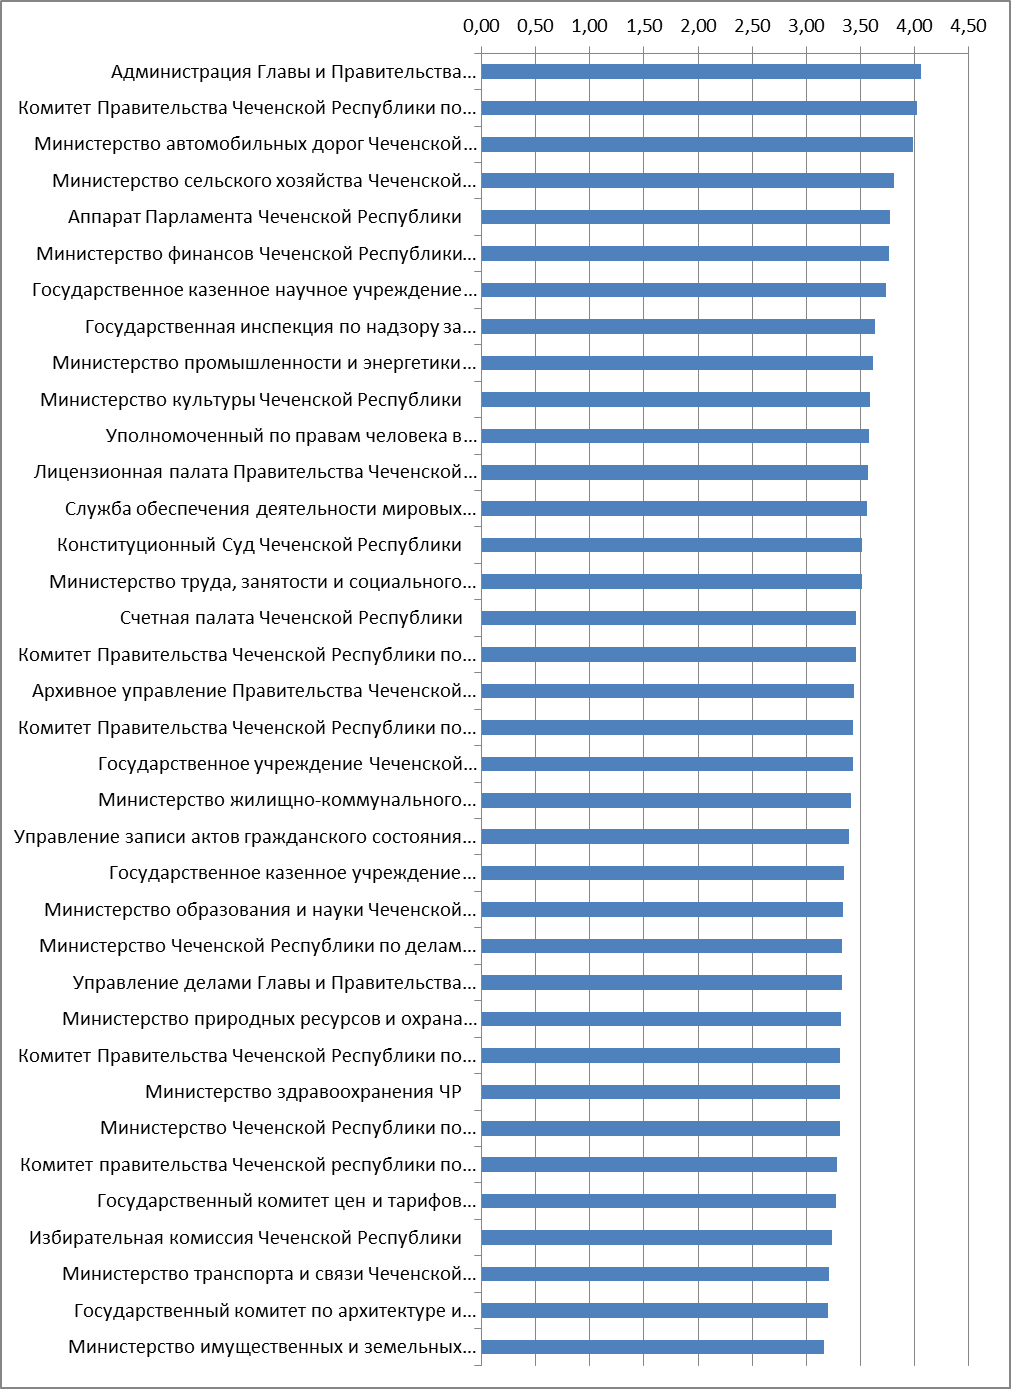 0,00 0,50 1,00 1,50 2,00 2,50 3,00 3,50 4,00 4,50
Администрация Главы и Правительства...
Комитет Правительства Чеченской Республики по...
Министерство автомобильных дорог Чеченской...
Министерство сельского хозяйства Чеченской...
Аппарат Парламента Чеченской Республики
Министерство финансов Чеченской Республики...
Государственное казенное научное учреждение...
Государственная инспекция по надзору за...
Министерство промышленности и энергетики...
Министерство культуры Чеченской Республики
Уполномоченный по правам человека в...
Лицензионная палата Правительства Чеченской...
Служба обеспечения деятельности мировых...
Конституционный Суд Чеченской Республики
Министерство труда, занятости и социального...
Счетная палата Чеченской Республики
Комитет Правительства Чеченской Республики по...
Архивное управление Правительства Чеченской...
Комитет Правительства Чеченской Республики по...
Государственное учреждение Чеченской...
Министерство жилищно-коммунального...
Управление записи актов гражданского состояния...
Государственное казенное учреждение...
Министерство образования и науки Чеченской...
Министерство Чеченской Республики по делам...
Управление делами Главы и Правительства...
Министерство природных ресурсов и охрана...
Комитет Правительства Чеченской Республики по...
Министерство здравоохранения ЧР
Министерство Чеченской Республики по...
Комитет правительства Чеченской республики по...
Государственный комитет цен и тарифов...
Избирательная комиссия Чеченской Республики
Министерство транспорта и связи Чеченской...
Государственный комитет по архитектуре и...
Министерство имущественных и земельных...